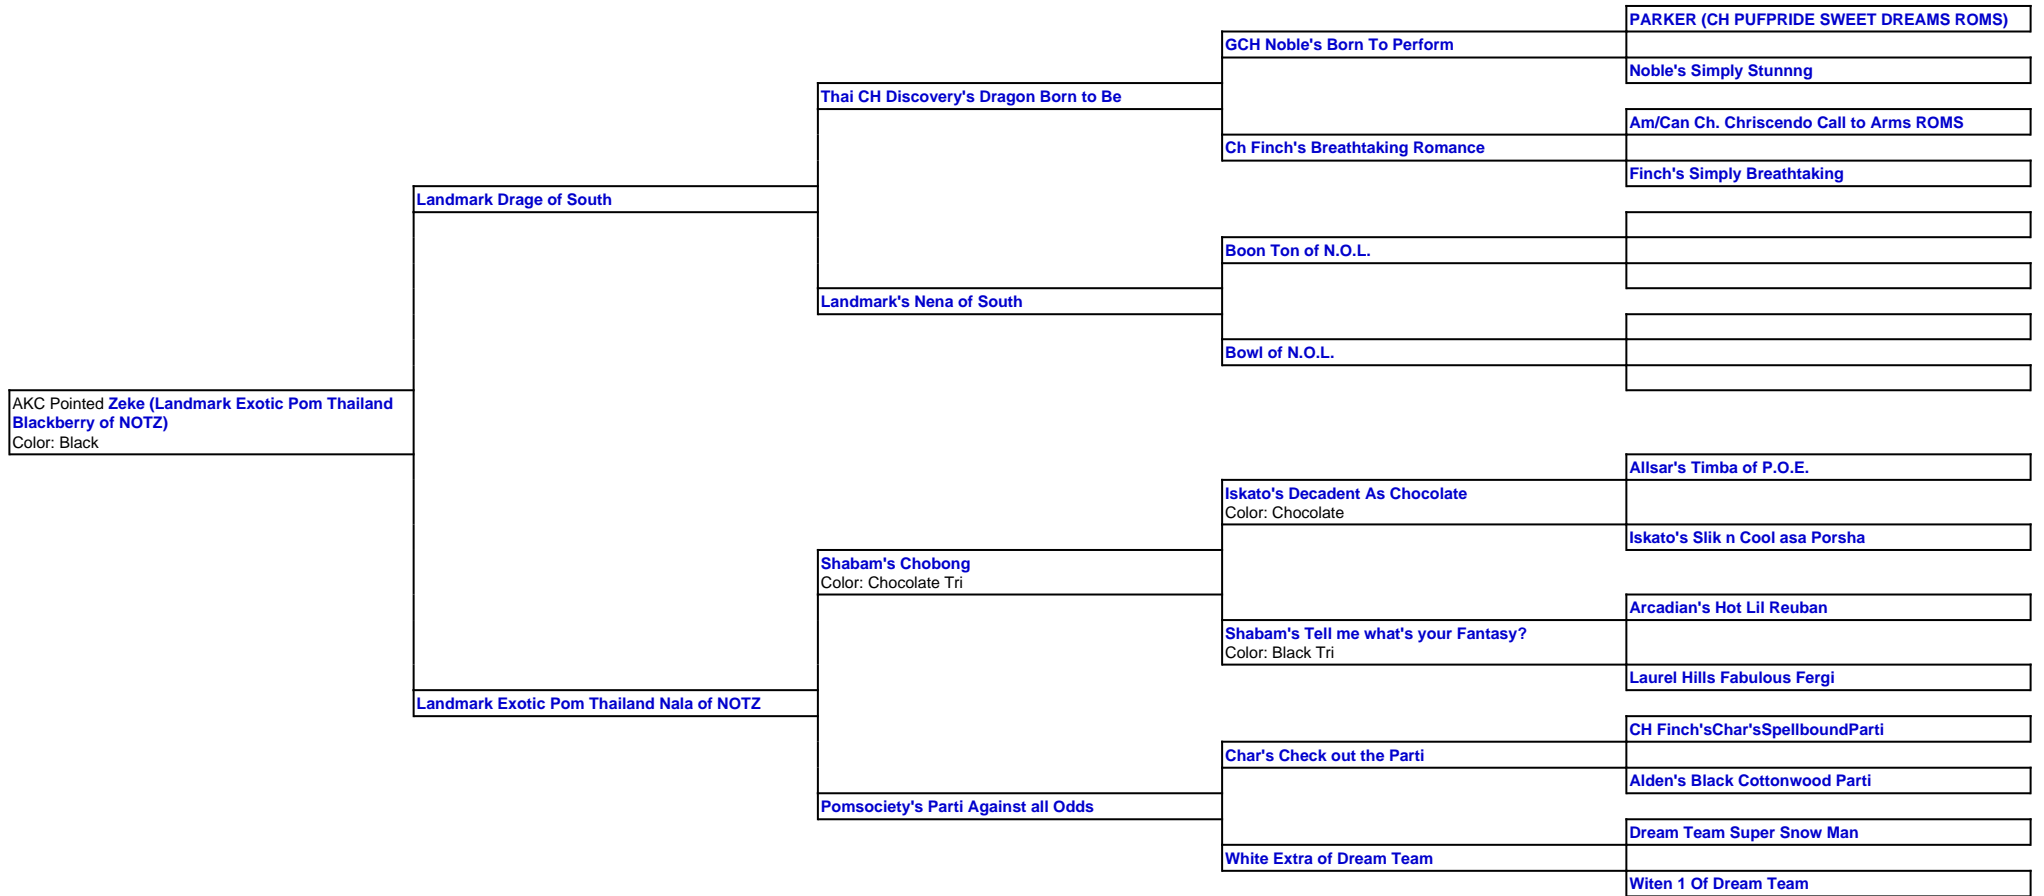 PARKER (CH PUFPRIDE SWEET DREAMS ROMS)
GCH Noble's Born To Perform
Noble's Simply Stunnng
Thai CH Discovery's Dragon Born to Be
Am/Can Ch. Chriscendo Call to Arms ROMS
Ch Finch's Breathtaking Romance
Finch's Simply Breathtaking
Landmark Drage of South
Boon Ton of N.O.L.
Landmark's Nena of South
Bowl of N.O.L.
AKC Pointed Zeke (Landmark Exotic Pom Thailand
Blackberry of NOTZ)
Color: Black
Allsar's Timba of P.O.E.
Iskato's Decadent As Chocolate
Color: Chocolate
Iskato's Slik n Cool asa Porsha
Shabam's Chobong
Color: Chocolate Tri
Arcadian's Hot Lil Reuban
Shabam's Tell me what's your Fantasy?
Color: Black Tri
Laurel Hills Fabulous Fergi
Landmark Exotic Pom Thailand Nala of NOTZ
CH Finch'sChar'sSpellboundParti
Char's Check out the Parti
Alden's Black Cottonwood Parti
Pomsociety's Parti Against all Odds
Dream Team Super Snow Man
White Extra of Dream Team
Witen 1 Of Dream Team